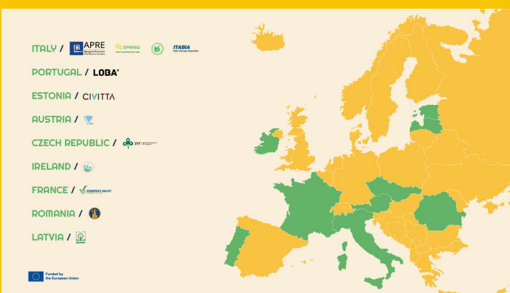 ITALY / APRE SPRING ITABIA
PORTUGAL / LOBA
ESTONIA / CIVITTA
AUSTRIA /
CZECH REPUBLIC /
IRELAND /
FRANCE /
ROMANIA /
LATVIA /
Funded by
the European Union